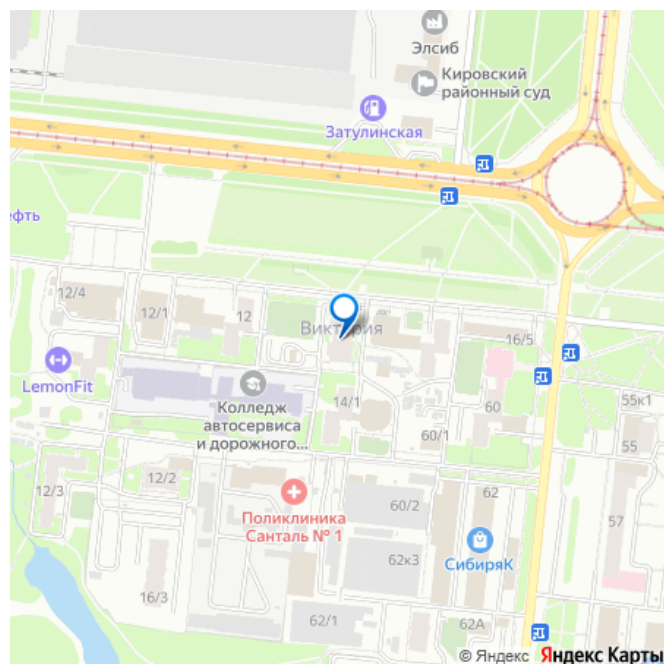 Элсиб
Кировский
районный суд
Затулинская
ефть
12/4
12/1
12
Виктория
16/5
LemonFit
Колледж
автосервиса
и дорожного...
14/1
60
60/1
55к1
55
12/3
12/2
Поликлиника
Санталь № 1
60/2
62
57
СибиряК
62к3
16/3
62/1
62А
© Яндекс Яндекс Карты